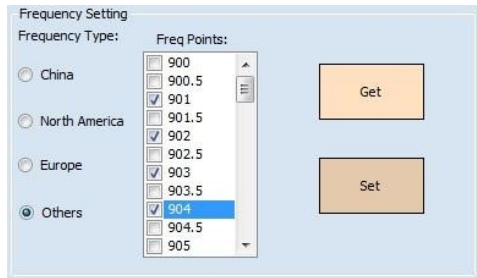 Frequency Setting
Frequency Type:
Freq Points:
China
North America
Europe
Others
900
900.5
901
901.5
902
902.5
903
903.5
904
904.5
905
Get
Set